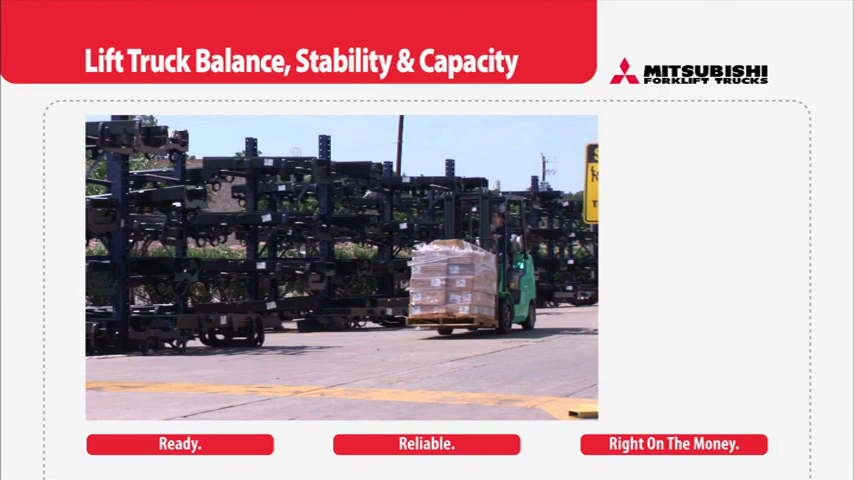 Lift Truck Balance, Stability & Capacity
MITSUBISHI
FORKLIFT TRUCKS
Ready.
Reliable.
Right On The Money.